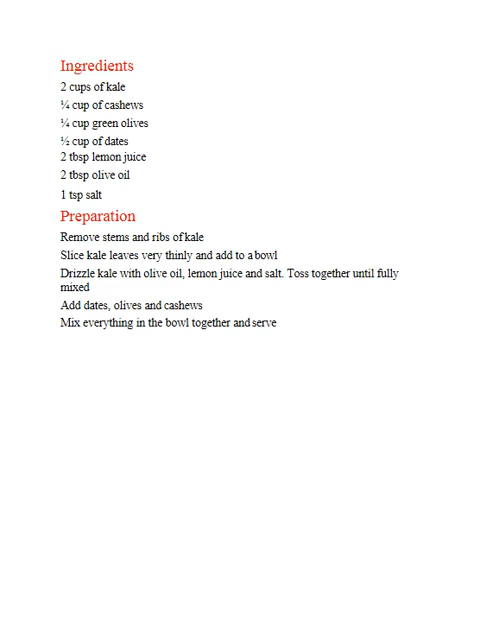 Ingredients
2 cups of kale
¼ cup of cashews
¼ cup green olives
½ cup of dates
2 tbsp lemon juice
2 tbsp olive oil
1 tsp salt
Preparation
Remove stems and ribs of kale
Slice kale leaves very thinly and add to a bowl
Drizzle kale with olive oil, lemon juice and salt. Toss together until fully
mixed
Add dates, olives and cashews
Mix everything in the bowl together and serve